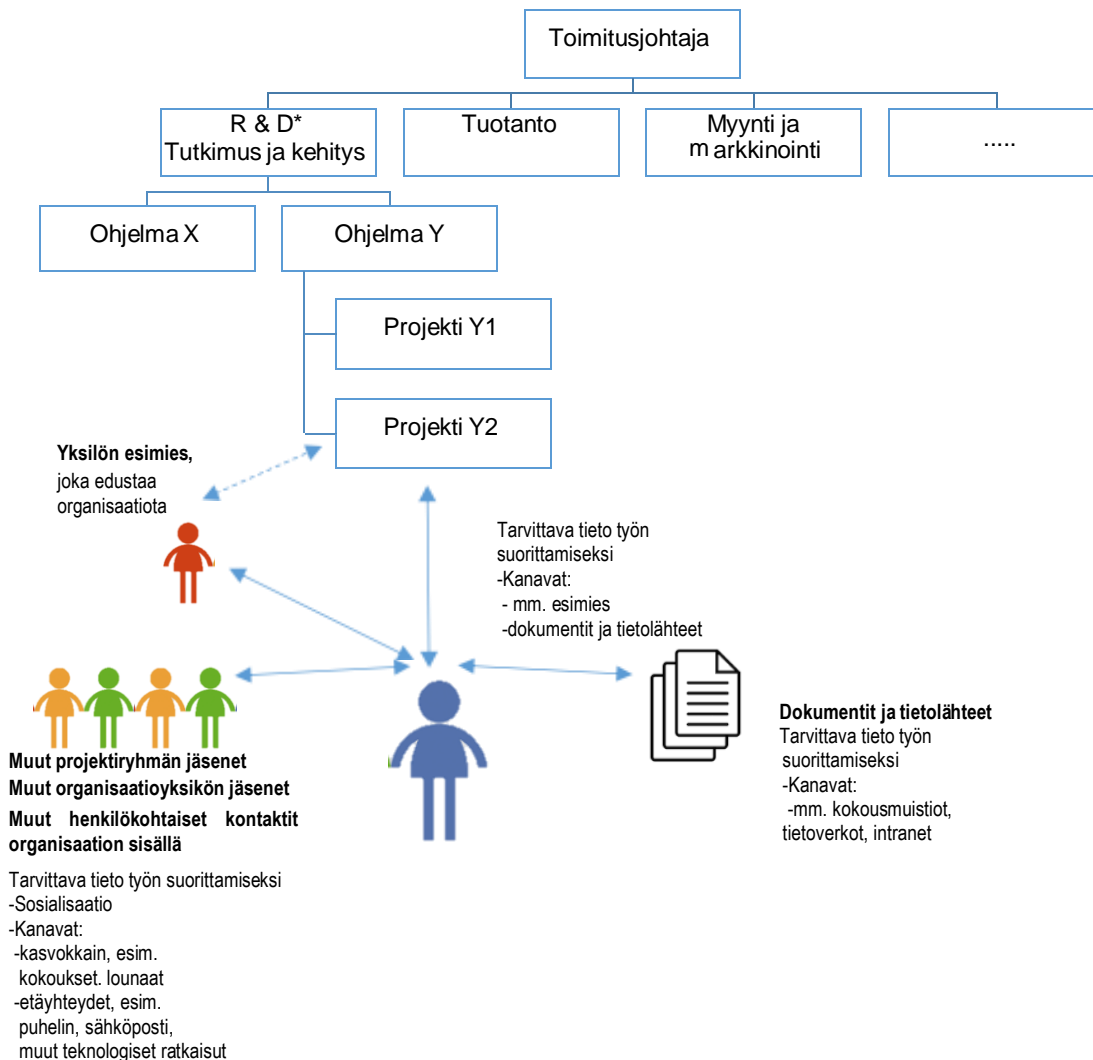 Toimitusjohtaja
R & D*
Tutkimus ja kehitys
Tuotanto
Myynti ja
markkinointi
.....
Ohjelma X
Ohjelma Y
Projekti Y1
Projekti Y2
Yksilön esimies,
joka edustaa
organisaatiota
Tarvittava tieto työn
suorittamiseksi
-Kanavat:
- mm. esimies
-dokumentit ja tietolähteet
Dokumentit ja tietolähteet
Tarvittava tieto työn
suorittamiseksi
-Kanavat:
-mm. kokousmuistiot,
tietoverkot, intranet
Muut projektiryhmän jäsenet
Muut organisaatioyksikön jäsenet
Muut henkilökohtaiset kontaktit
organisaation sisällä
Tarvittava tieto työn suorittamiseksi
-Sosialisaatio
-Kanavat:
-kasvokkain, esim.
kokoukset. lounaat
-etäyhteydet, esim.
puhelin, sähköposti,
muut teknologiset ratkaisut